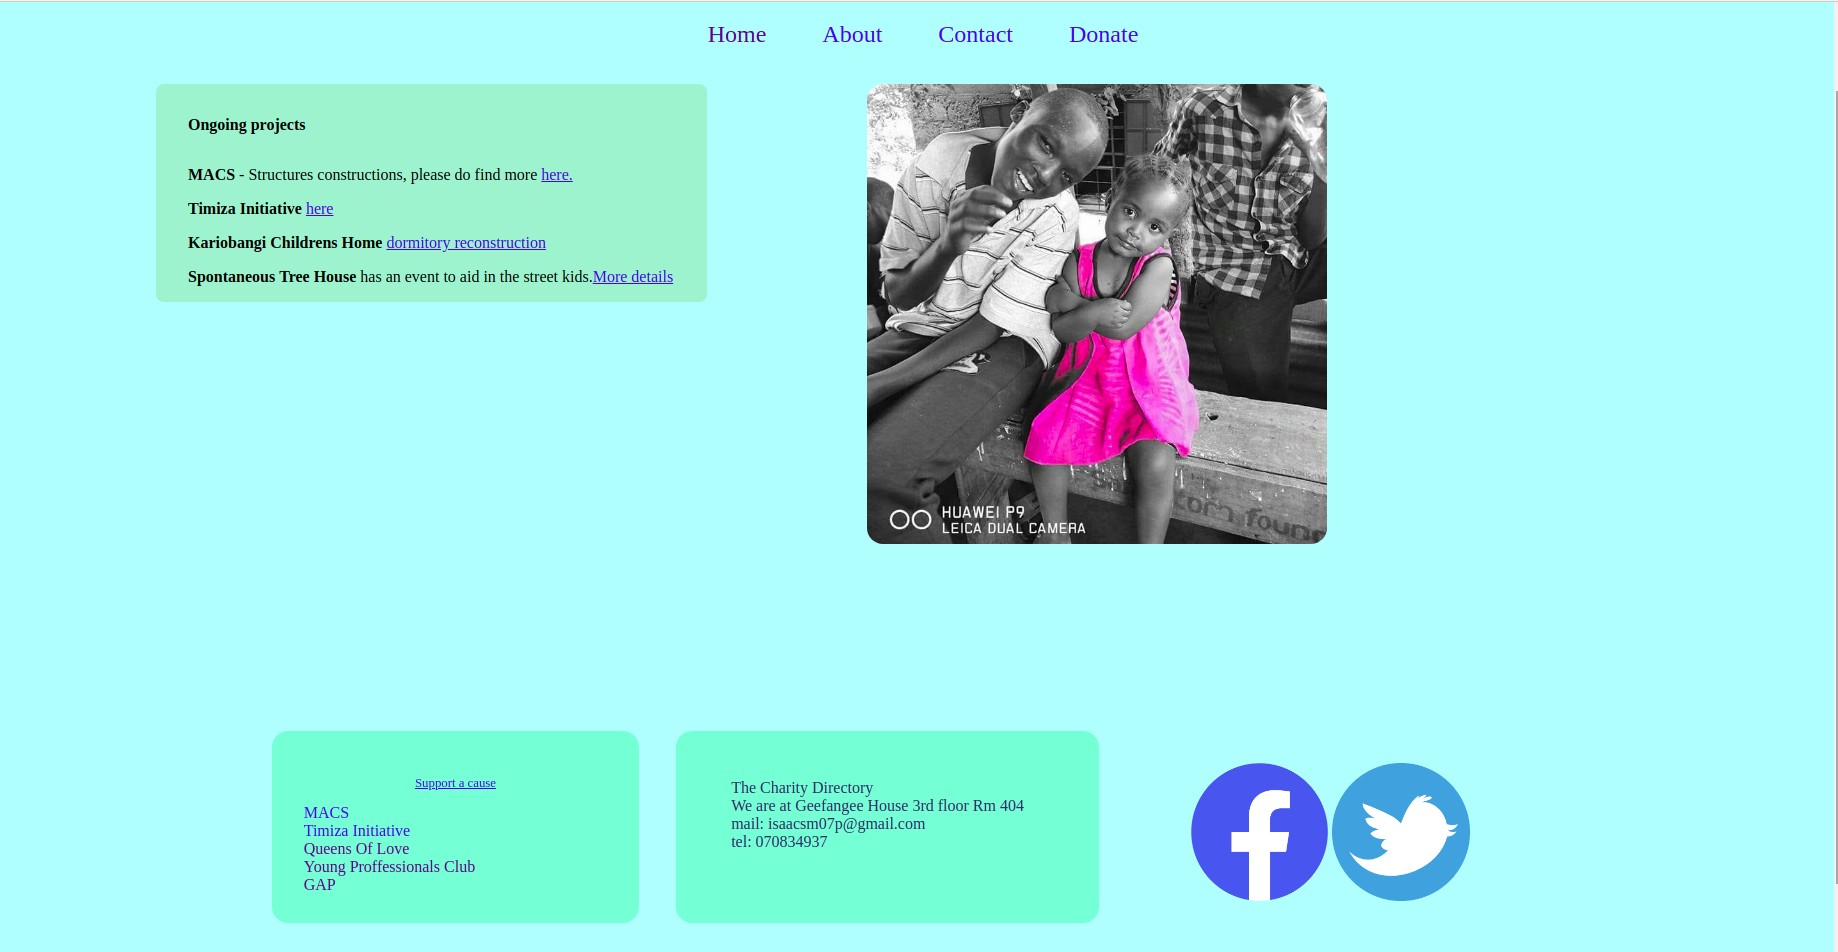 Home About Contact Donate
Ongoing projects
MACS - Structures constructions, please do find more here.
Timiza Initiative here
Kariobangi Childrens Home dormitory reconstruction
Spontaneous Tree House has an event to aid in the street kids.More details
HUAWEI P9
LEICA DUAL CAMERA
Support a cause
MACS
Timiza Initiative
Queens Of Love
Young Proffessionals Club
GAP
The Charity Directory
We are at Geefangee House 3rd floor Rm 404
mail: isaacsm07p@gmail.com
tel: 070834937